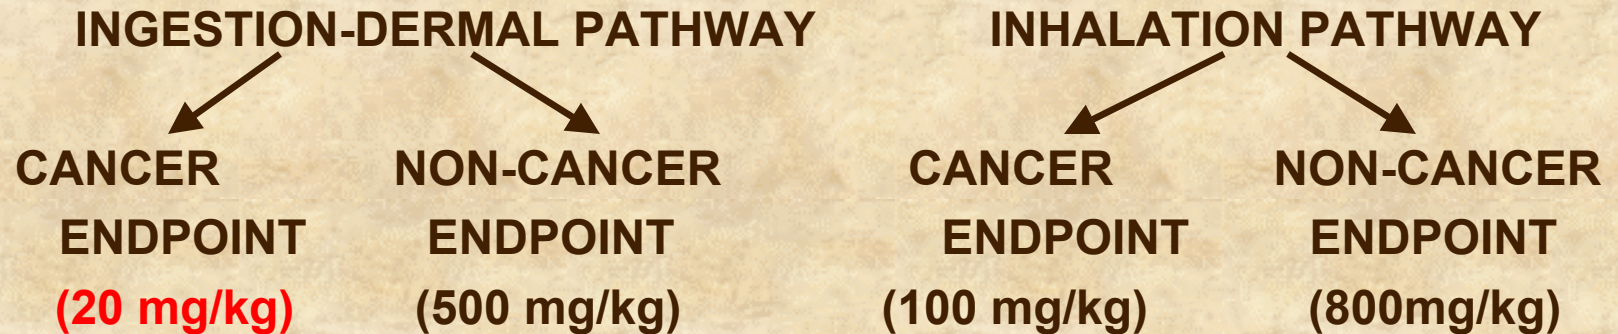 INGESTION-DERMAL PATHWAY INHALATION PATHWAY
CANCER NON-CANCER CANCER NON-CANCER
ENDPOINT ENDPOINT ENDPOINT ENDPOINT
(20 mg/kg) (500 mg/kg) (100 mg/kg) (800mg/kg)